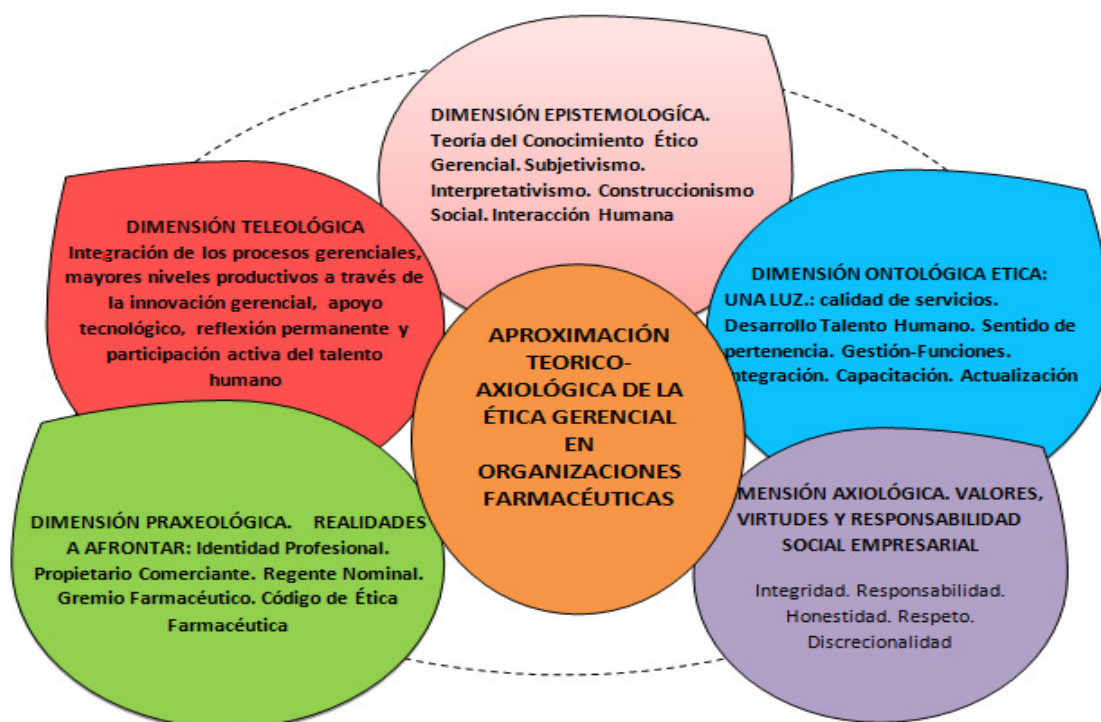 DIMENSIÓN EPISTEMOLOGÍCA.
Teoría del Conocimiento Ético
Gerencial. Subjetivismo.
Interpretativismo. Construccionismo
Social. Interacción Humana
DIMENSIÓN TELEOLÓGICA
Integración de los procesos gerenciales,
mayores niveles productivos a través de
la innovación gerencial, apoyo
tecnológico, reflexión permanente y
participación activa del talento
humano
DIMENSIÓN ONTOLÓGICA ETICA:
UNA LUZ.: calidad de servicios.
Desarrollo Talento Humano. Sentido de
pertenencia. Gestión-Funciones.
ntegración. Capacitación. Actualización
APROXIMACIÓN
TEORICO-
AXIOLÓGICA DE LA
ÉTICA GERENCIAL
EN
ORGANIZACIONES
FARMACÉUTICAS
DIMENSIÓN PRAXEOLÓGICA. REALIDADES
A AFRONTAR: Identidad Profesional.
Propietario Comerciante. Regente Nominal.
Gremio Farmacéutico. Código de Ética
Farmacéutica
MENSIÓN AXIOLÓGICA. VALORES,
VIRTUDES Y RESPONSABILIDAD
SOCIAL EMPRESARIAL
Integridad. Responsabilidad.
Honestidad. Respeto.
Discrecionalidad